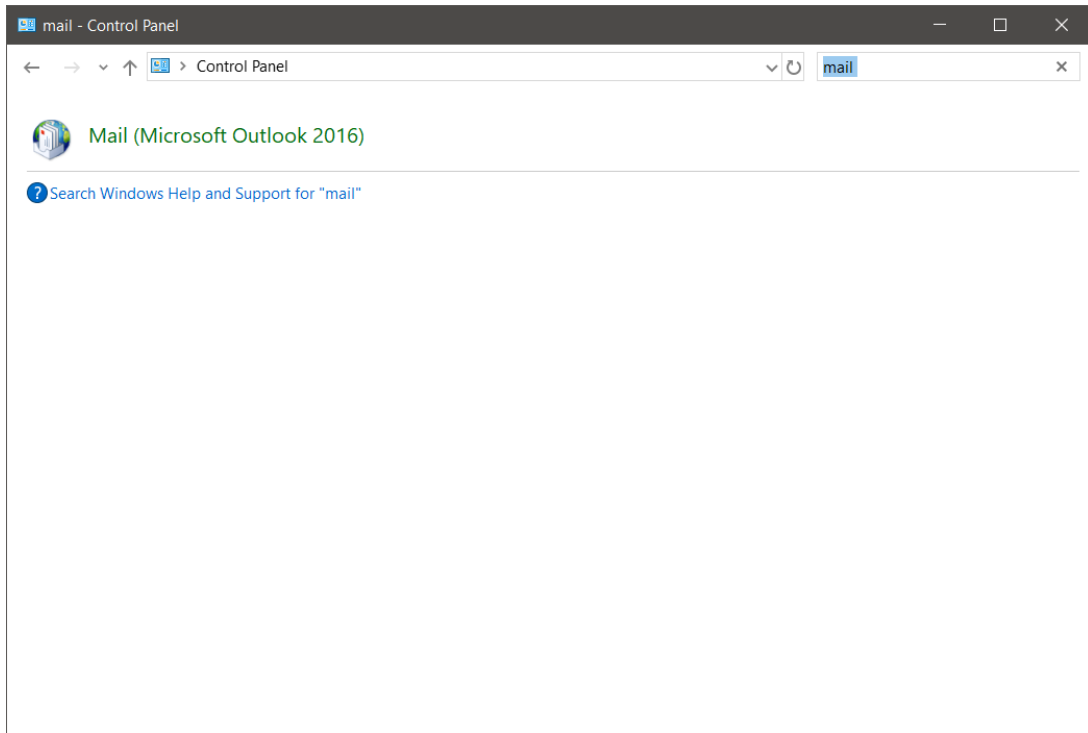 mail - Control Panel
Control Panel
mail
Mail (Microsoft Outlook 2016)
? Search Windows Help and Support for "mail"